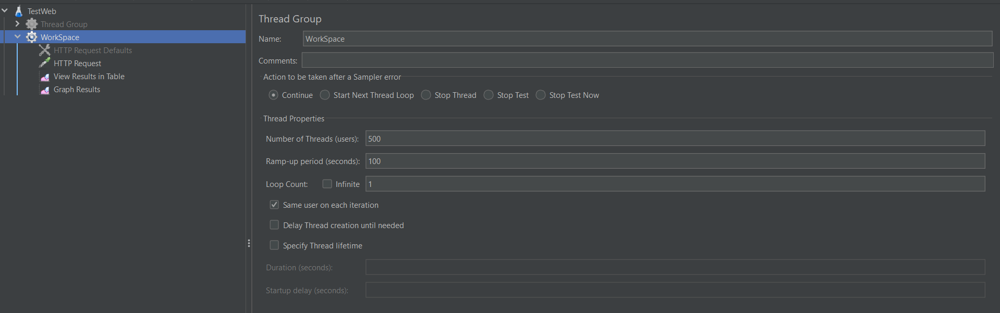 TestWeb
Thread Group
WorkSpace
HTTP Request Defaults
HTTP Request
View Results in Table
Graph Results
Thread Group
Name: WorkSpace
Comments:
Action to be taken after a Sampler error
Continue Start Next Thread Loop Stop Thread Stop Test Stop Test Now
Thread Properties
Number of Threads (users): 500
Ramp-up period (seconds): 100
Loop Count: Infinite 1
Same user on each iteration
Delay Thread creation until needed
Specify Thread lifetime
Duration (seconds):
Startup delay (seconds):